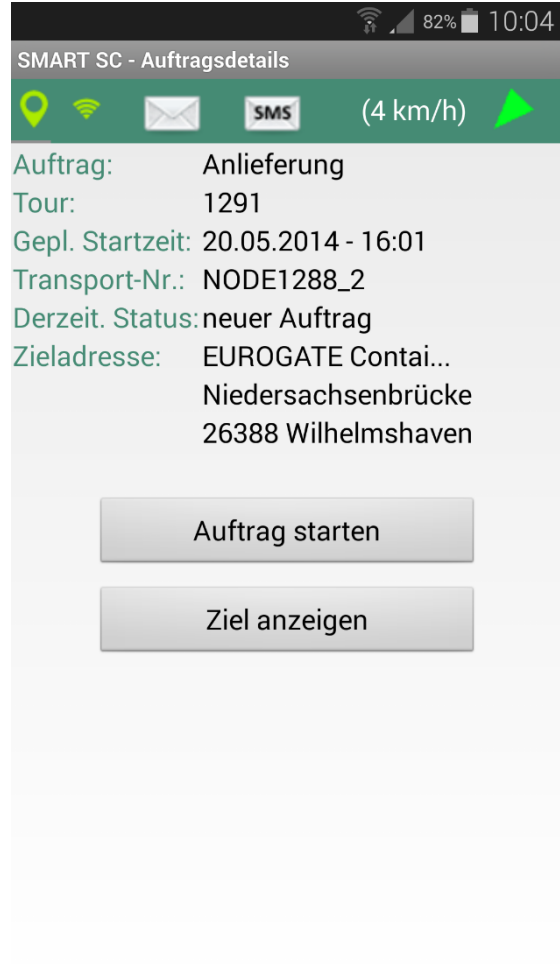 82% 10:04
SMART SC - Auftragsdetails
SMS (4 km/h)
Auftrag: Anlieferung
Tour: 1291
Gepl. Startzeit: 20.05.2014 - 16:01
Transport-Nr.: NODE1288_2
Derzeit. Status: neuer Auftrag
Zieladresse: EUROGATE Contai...
Niedersachsenbrücke
26388 Wilhelmshaven
Auftrag starten
Ziel anzeigen